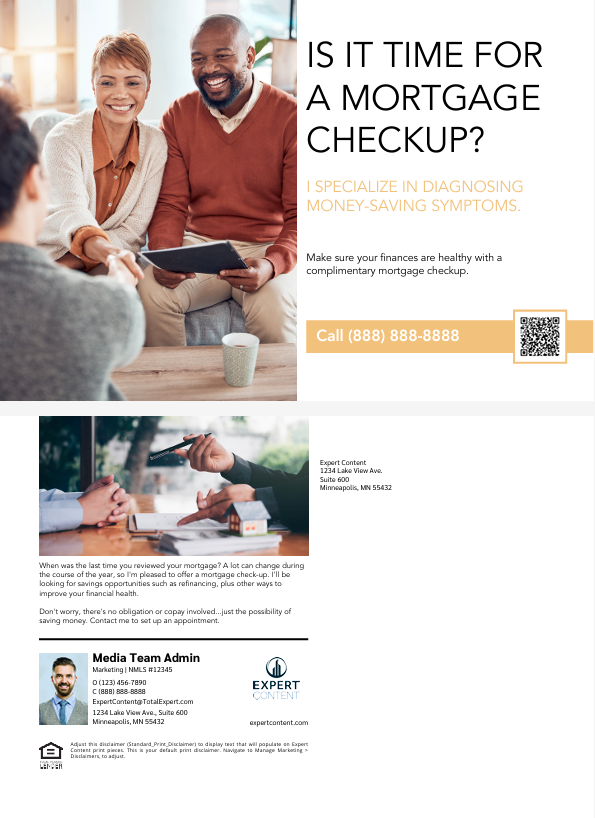 IS IT TIME FOR
A MORTGAGE
CHECKUP?
I SPECIALIZE IN DIAGNOSING
MONEY-SAVING SYMPTOMS.
Make sure your finances are healthy with a
complimentary mortgage checkup.
Call (888) 888-8888
Expert Content
1234 Lake View Ave.
Suite 600
Minneapolis, MN 55432
When was the last time you reviewed your mortgage? A lot can change during
the course of the year, so I'm pleased to offer a mortgage check-up. I'll be
looking for savings opportunities such as refinancing, plus other ways to
improve your financial health.
Don't worry, there's no obligation or copay involved...just the possibility of
saving money. Contact me to set up an appointment.
Media Team Admin
Marketing | NMLS #12345
O (123) 456-7890
C (888) 888-8888
ExpertContent@TotalExpert.com
1234 Lake View Ave., Suite 600
Minneapolis, MN 55432
EXPERT
CONTENT
expertcontent.com
Adjust this disclaimer (Standard_Print_Disclaimer) to display text that will populate on Expert
Content print pieces. This is your default print disclaimer. Navigate to Manage Marketing >
Disclaimers, to adjust.
EQUAL HOUSING
LENDER